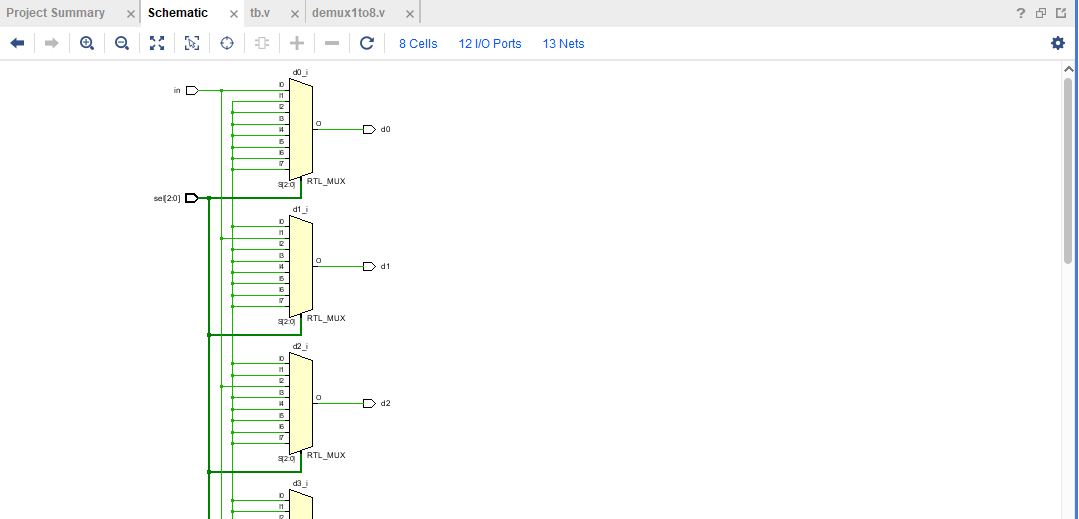 Project Summary
Schematic
tb.v
demux1to8.v
?
8 Cells
12 I/O Ports
13 Nets
d0_i
in
I0
I1
I2
I3
I4
I5
I6
I7
O
d0
S[2:0]
RTL_MUX
sel[2:0]
d1_i
I0
I1
I2
I3
I4
I5
I6
I7
O
d1
S[2:0]
RTL_MUX
d2_i
I0
I1
I2
I3
I4
I5
I6
I7
O
d2
S[2:0]
RTL_MUX
d3_i
I0
I1
I2